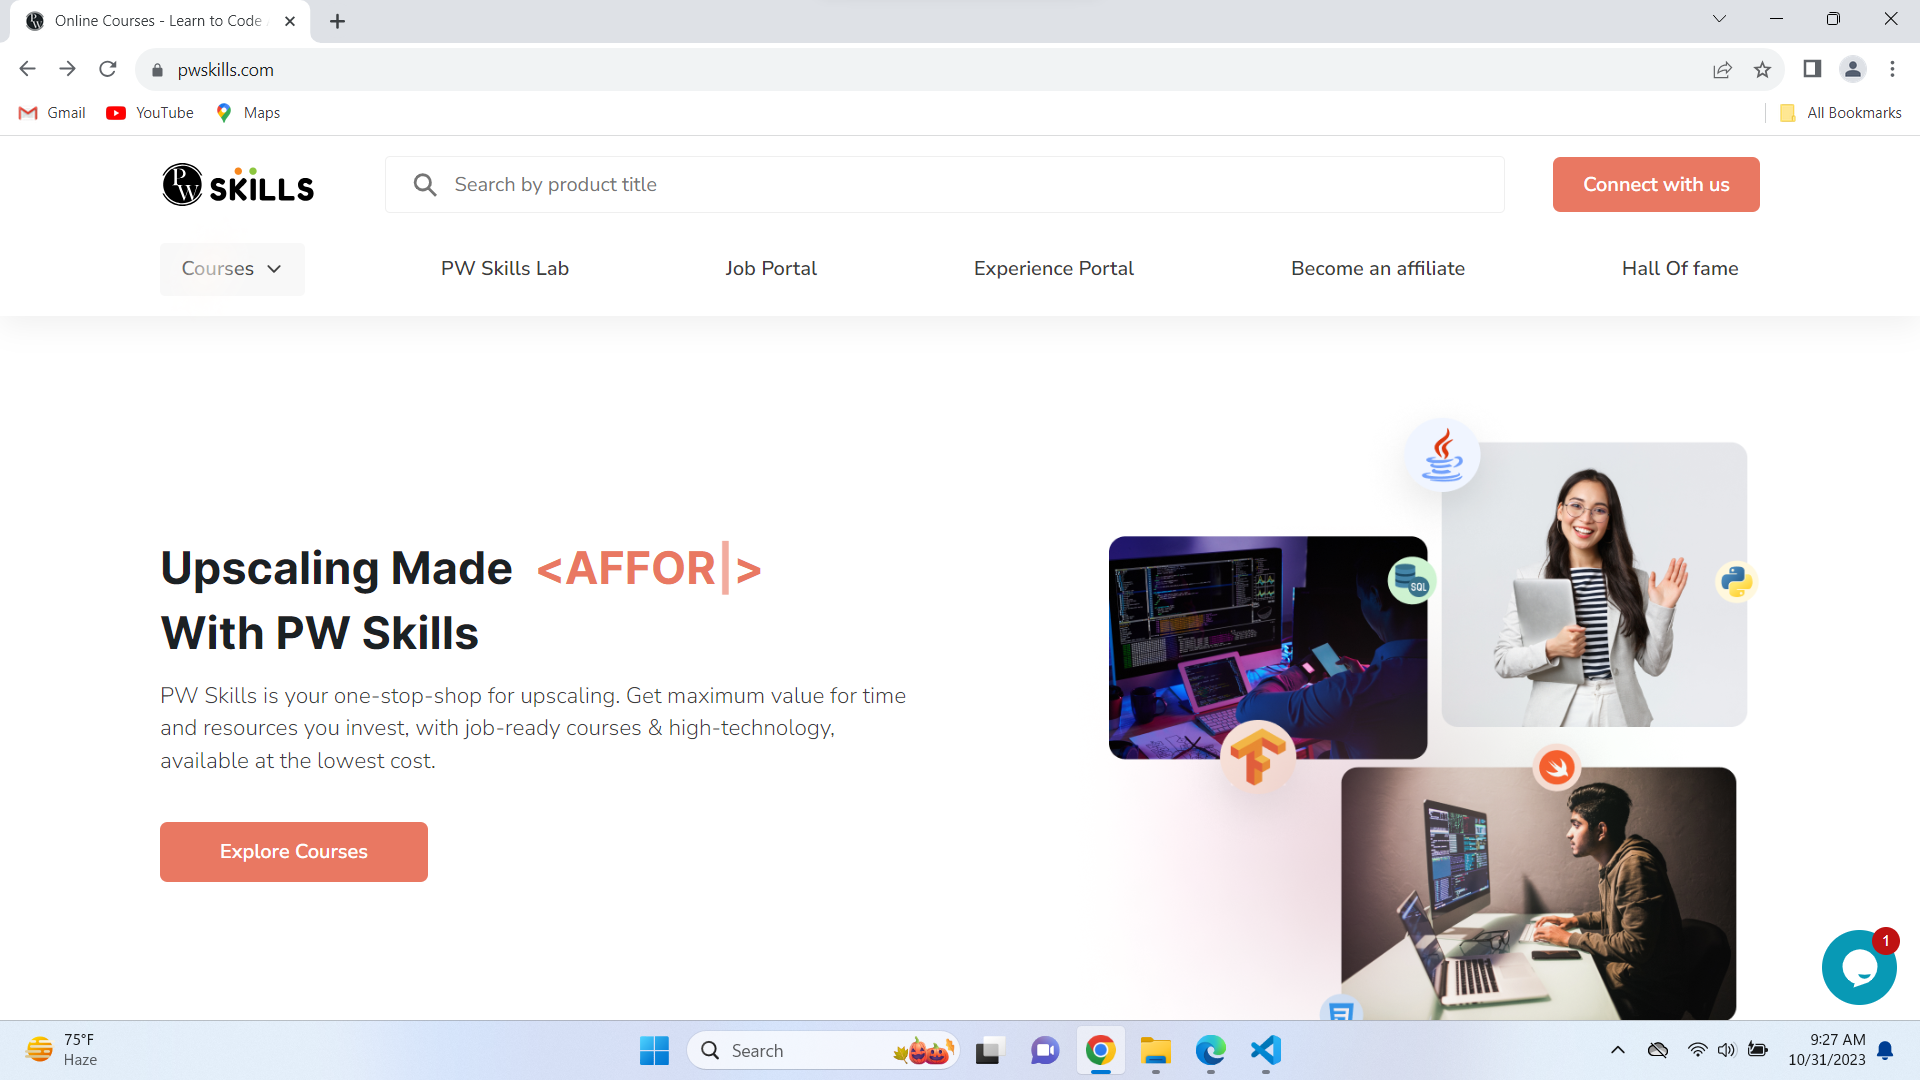 Online Courses - Learn to Code
pwskills.com
Gmail
YouTube
Maps
All Bookmarks
PW SKILLS
Search by product title
Connect with us
Courses
PW Skills Lab
Job Portal
Experience Portal
Become an affiliate
Hall Of fame
Upscaling Made <AFFOR|>
With PW Skills
PW Skills is your one-stop-shop for upscaling. Get maximum value for time
and resources you invest, with job-ready courses & high-technology,
available at the lowest cost.
Explore Courses
SQL
1
75°F
Haze
Search
9:27 AM
10/31/2023